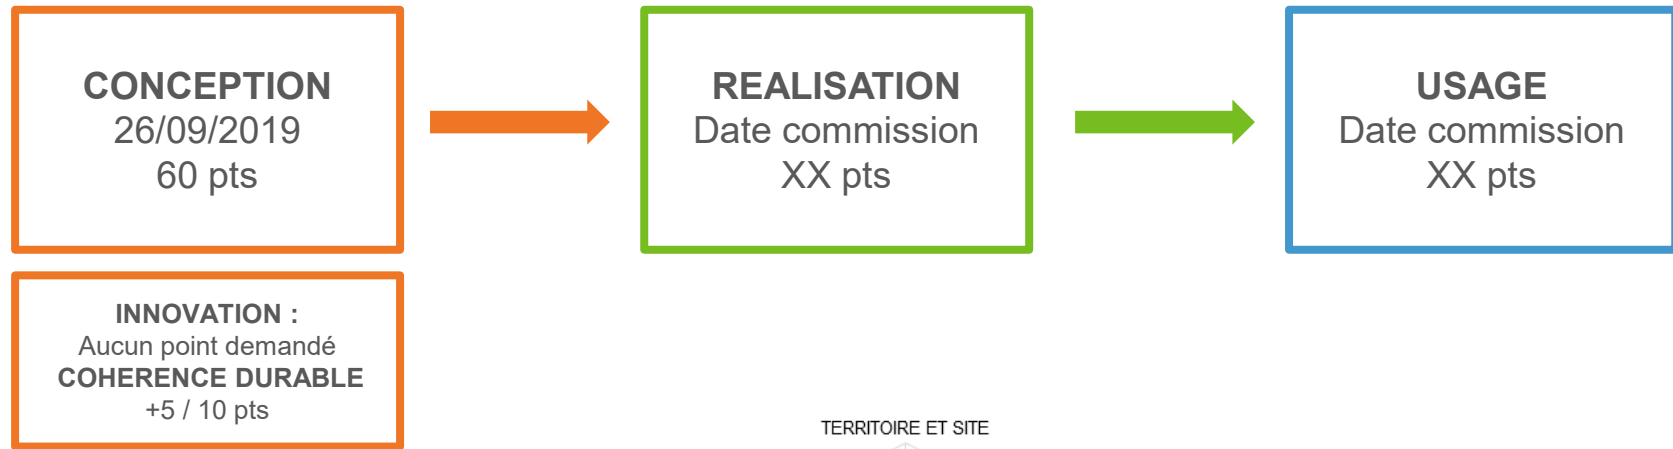 CONCEPTION
26/09/2019
60 pts
REALISATION
Date commission
XX pts
USAGE
Date commission
XX pts
INNOVATION :
Aucun point demandé
COHERENCE DURABLE
+5 / 10 pts
TERRITOIRE ET SITE